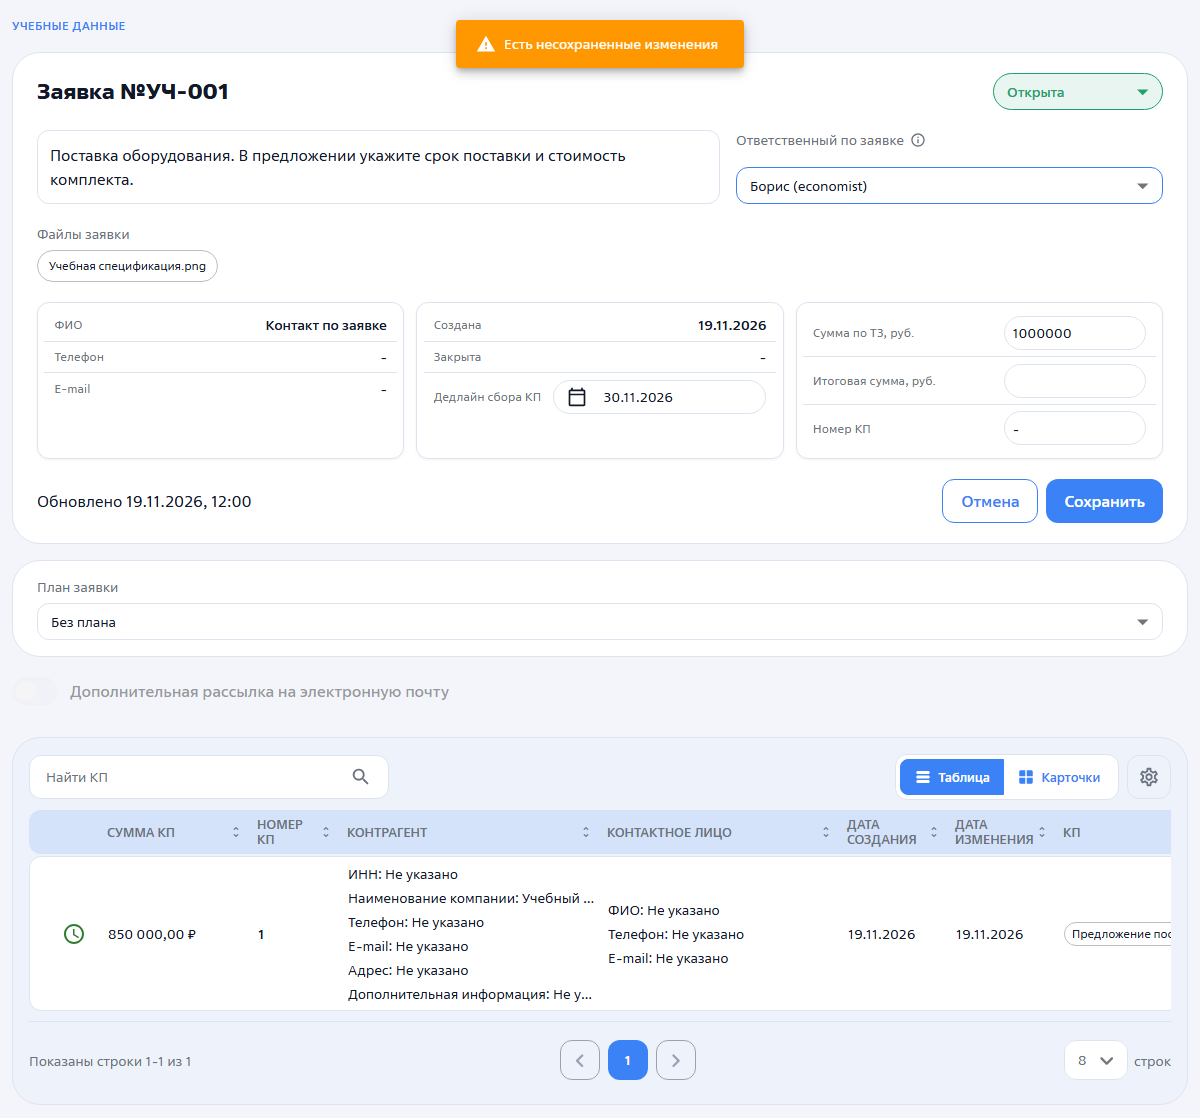 УЧЕБНЫЕ ДАННЫЕ
Есть несохраненные изменения
Заявка №УЧ-001
Открыта
Поставка оборудования. В предложении укажите срок поставки и стоимость
комплекта.
Ответственный по заявке
Борис (economist)
Файлы заявки
Учебная спецификация.png
ФИО Контакт по заявке
Телефон -
E-mail -
Создана 19.11.2026
Закрыта -
Дедлайн сбора КП 30.11.2026
Сумма по ТЗ, руб. 1000000
Итоговая сумма, руб.
Номер КП -
Обновлено 19.11.2026, 12:00
Отмена
Сохранить
План заявки
Без плана
Дополнительная рассылка на электронную почту
Найти КП
Таблица
Карточки
СУММА КП
НОМЕР
КП
КОНТРАГЕНТ
КОНТАКТНОЕ ЛИЦО
ДАТА
СОЗДАНИЯ
ДАТА
ИЗМЕНЕНИЯ
КП
850 000,00 ₽
1
ИНН: Не указано
Наименование компании: Учебный ...
Телефон: Не указано
E-mail: Не указано
Адрес: Не указано
Дополнительная информация: Не у...
ФИО: Не указано
Телефон: Не указано
E-mail: Не указано
19.11.2026
19.11.2026
Предложение пос
Показаны строки 1-1 из 1
1
8 строк